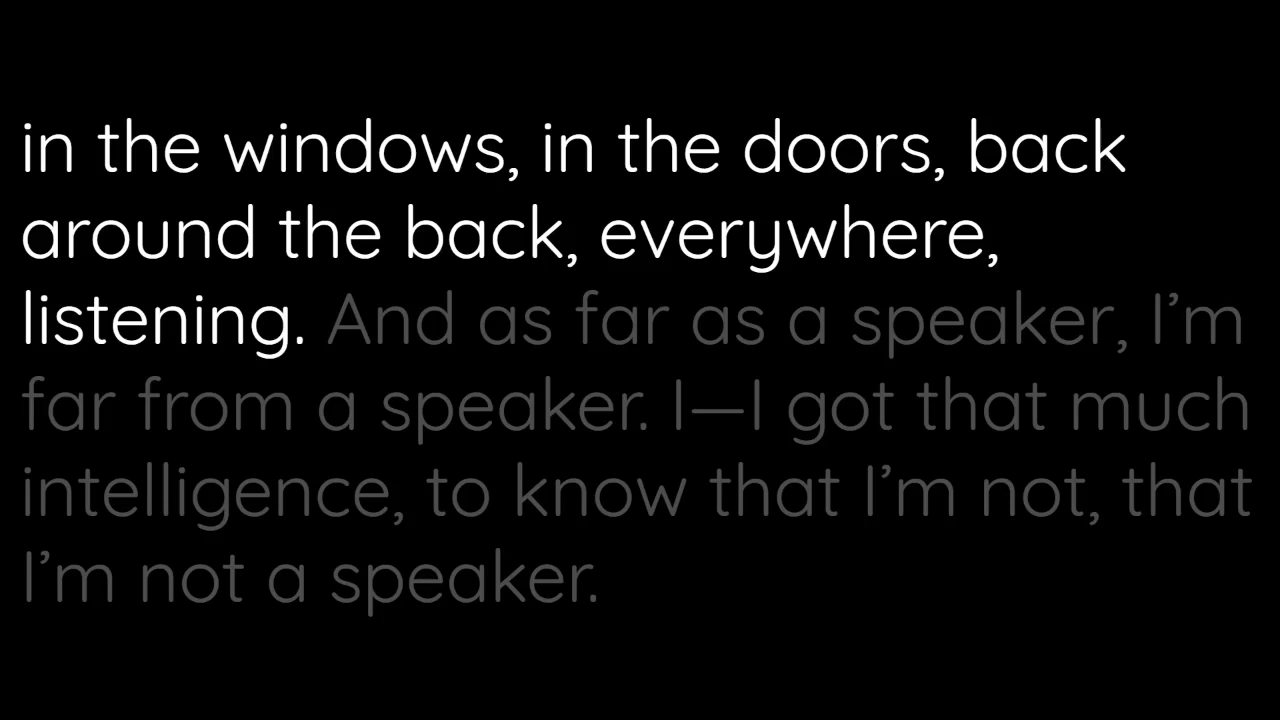 in the windows, in the doors, back
around the back, everywhere,
listening. And as far as a speaker, I’m
far from a speaker. I—I got that much
intelligence, to know that I’m not, that
I’m not a speaker.